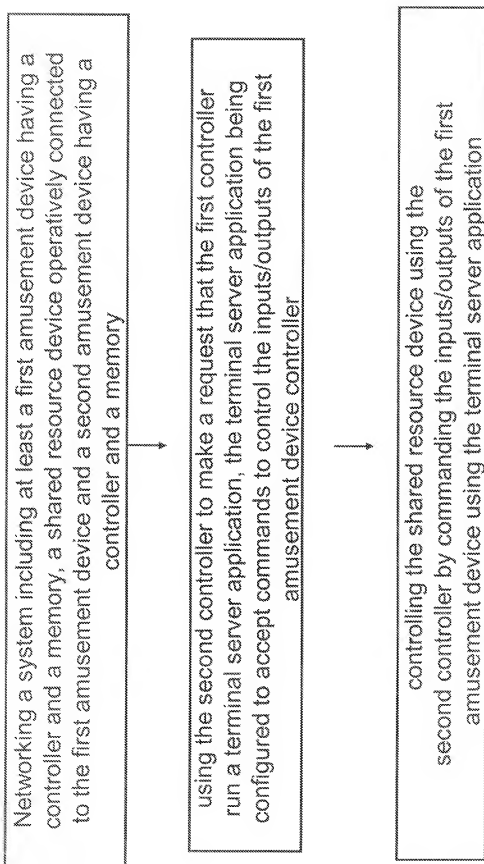 Networking a system including at least a first amusement device having a
controller and a memory, a shared resource device operatively connected
to the first amusement device and a second amusement device having a
controller and a memory
using the second controller to make a request that the first controller
run a terminal server application, the terminal server application being
configured to accept commands to control the inputs/outputs of the first
amusement device controller
controlling the shared resource device using the
second controller by commanding the inputs/outputs of the first
amusement device using the terminal server application